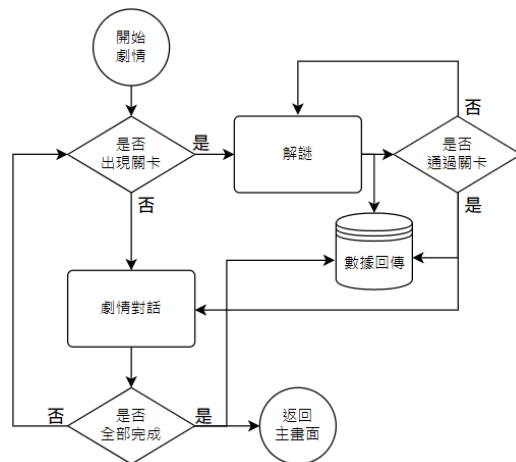 開始
劇情
是否
出現關卡
是
解謎
是否
通過關卡
否
是
否
數據回傳
劇情對話
是否
全部完成
否
是
返回
主畫面